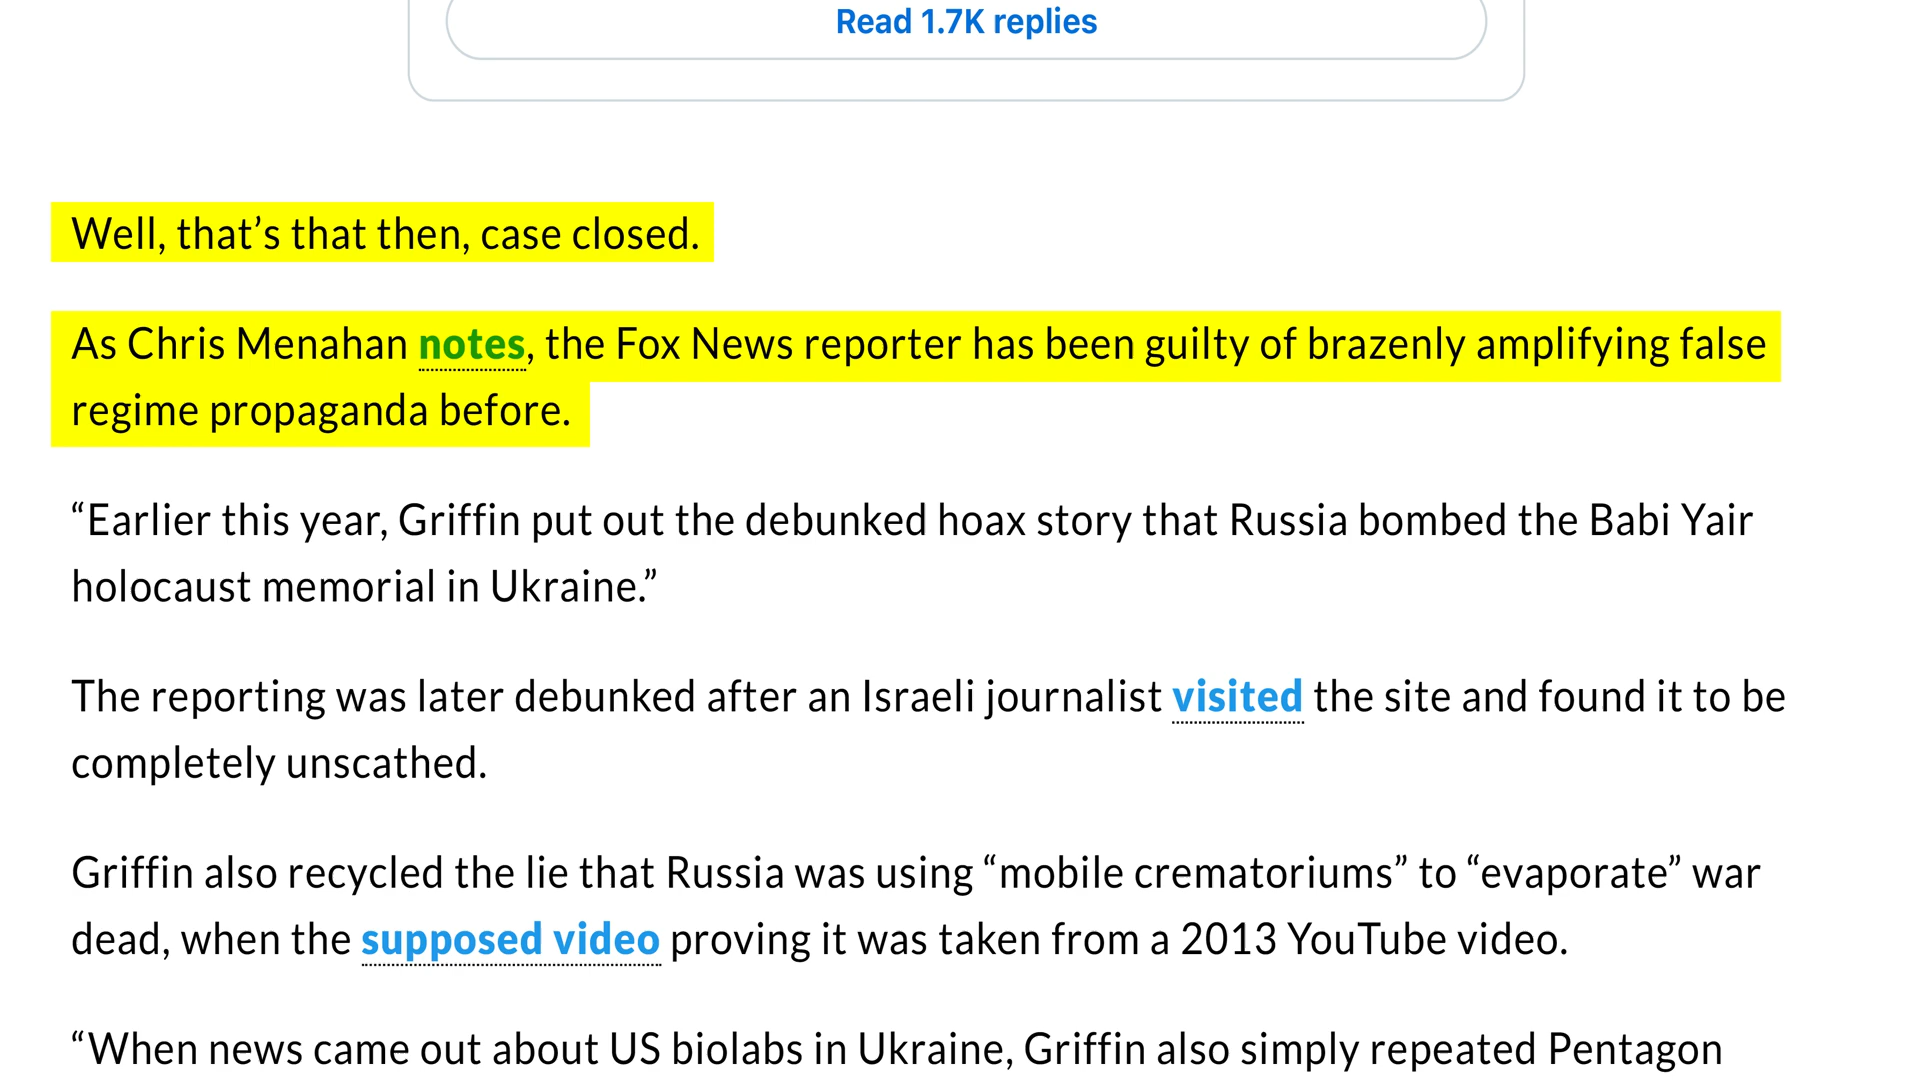 Read 1.7K replies
Well, that’s that then, case closed.
As Chris Menahan notes, the Fox News reporter has been guilty of brazenly amplifying false
regime propaganda before.
“Earlier this year, Griffin put out the debunked hoax story that Russia bombed the Babi Yair
holocaust memorial in Ukraine.”
The reporting was later debunked after an Israeli journalist visited the site and found it to be
completely unscathed.
Griffin also recycled the lie that Russia was using “mobile crematoriums” to “evaporate” war
dead, when the supposed video proving it was taken from a 2013 YouTube video.
“When news came out about US biolabs in Ukraine, Griffin also simply repeated Pentagon